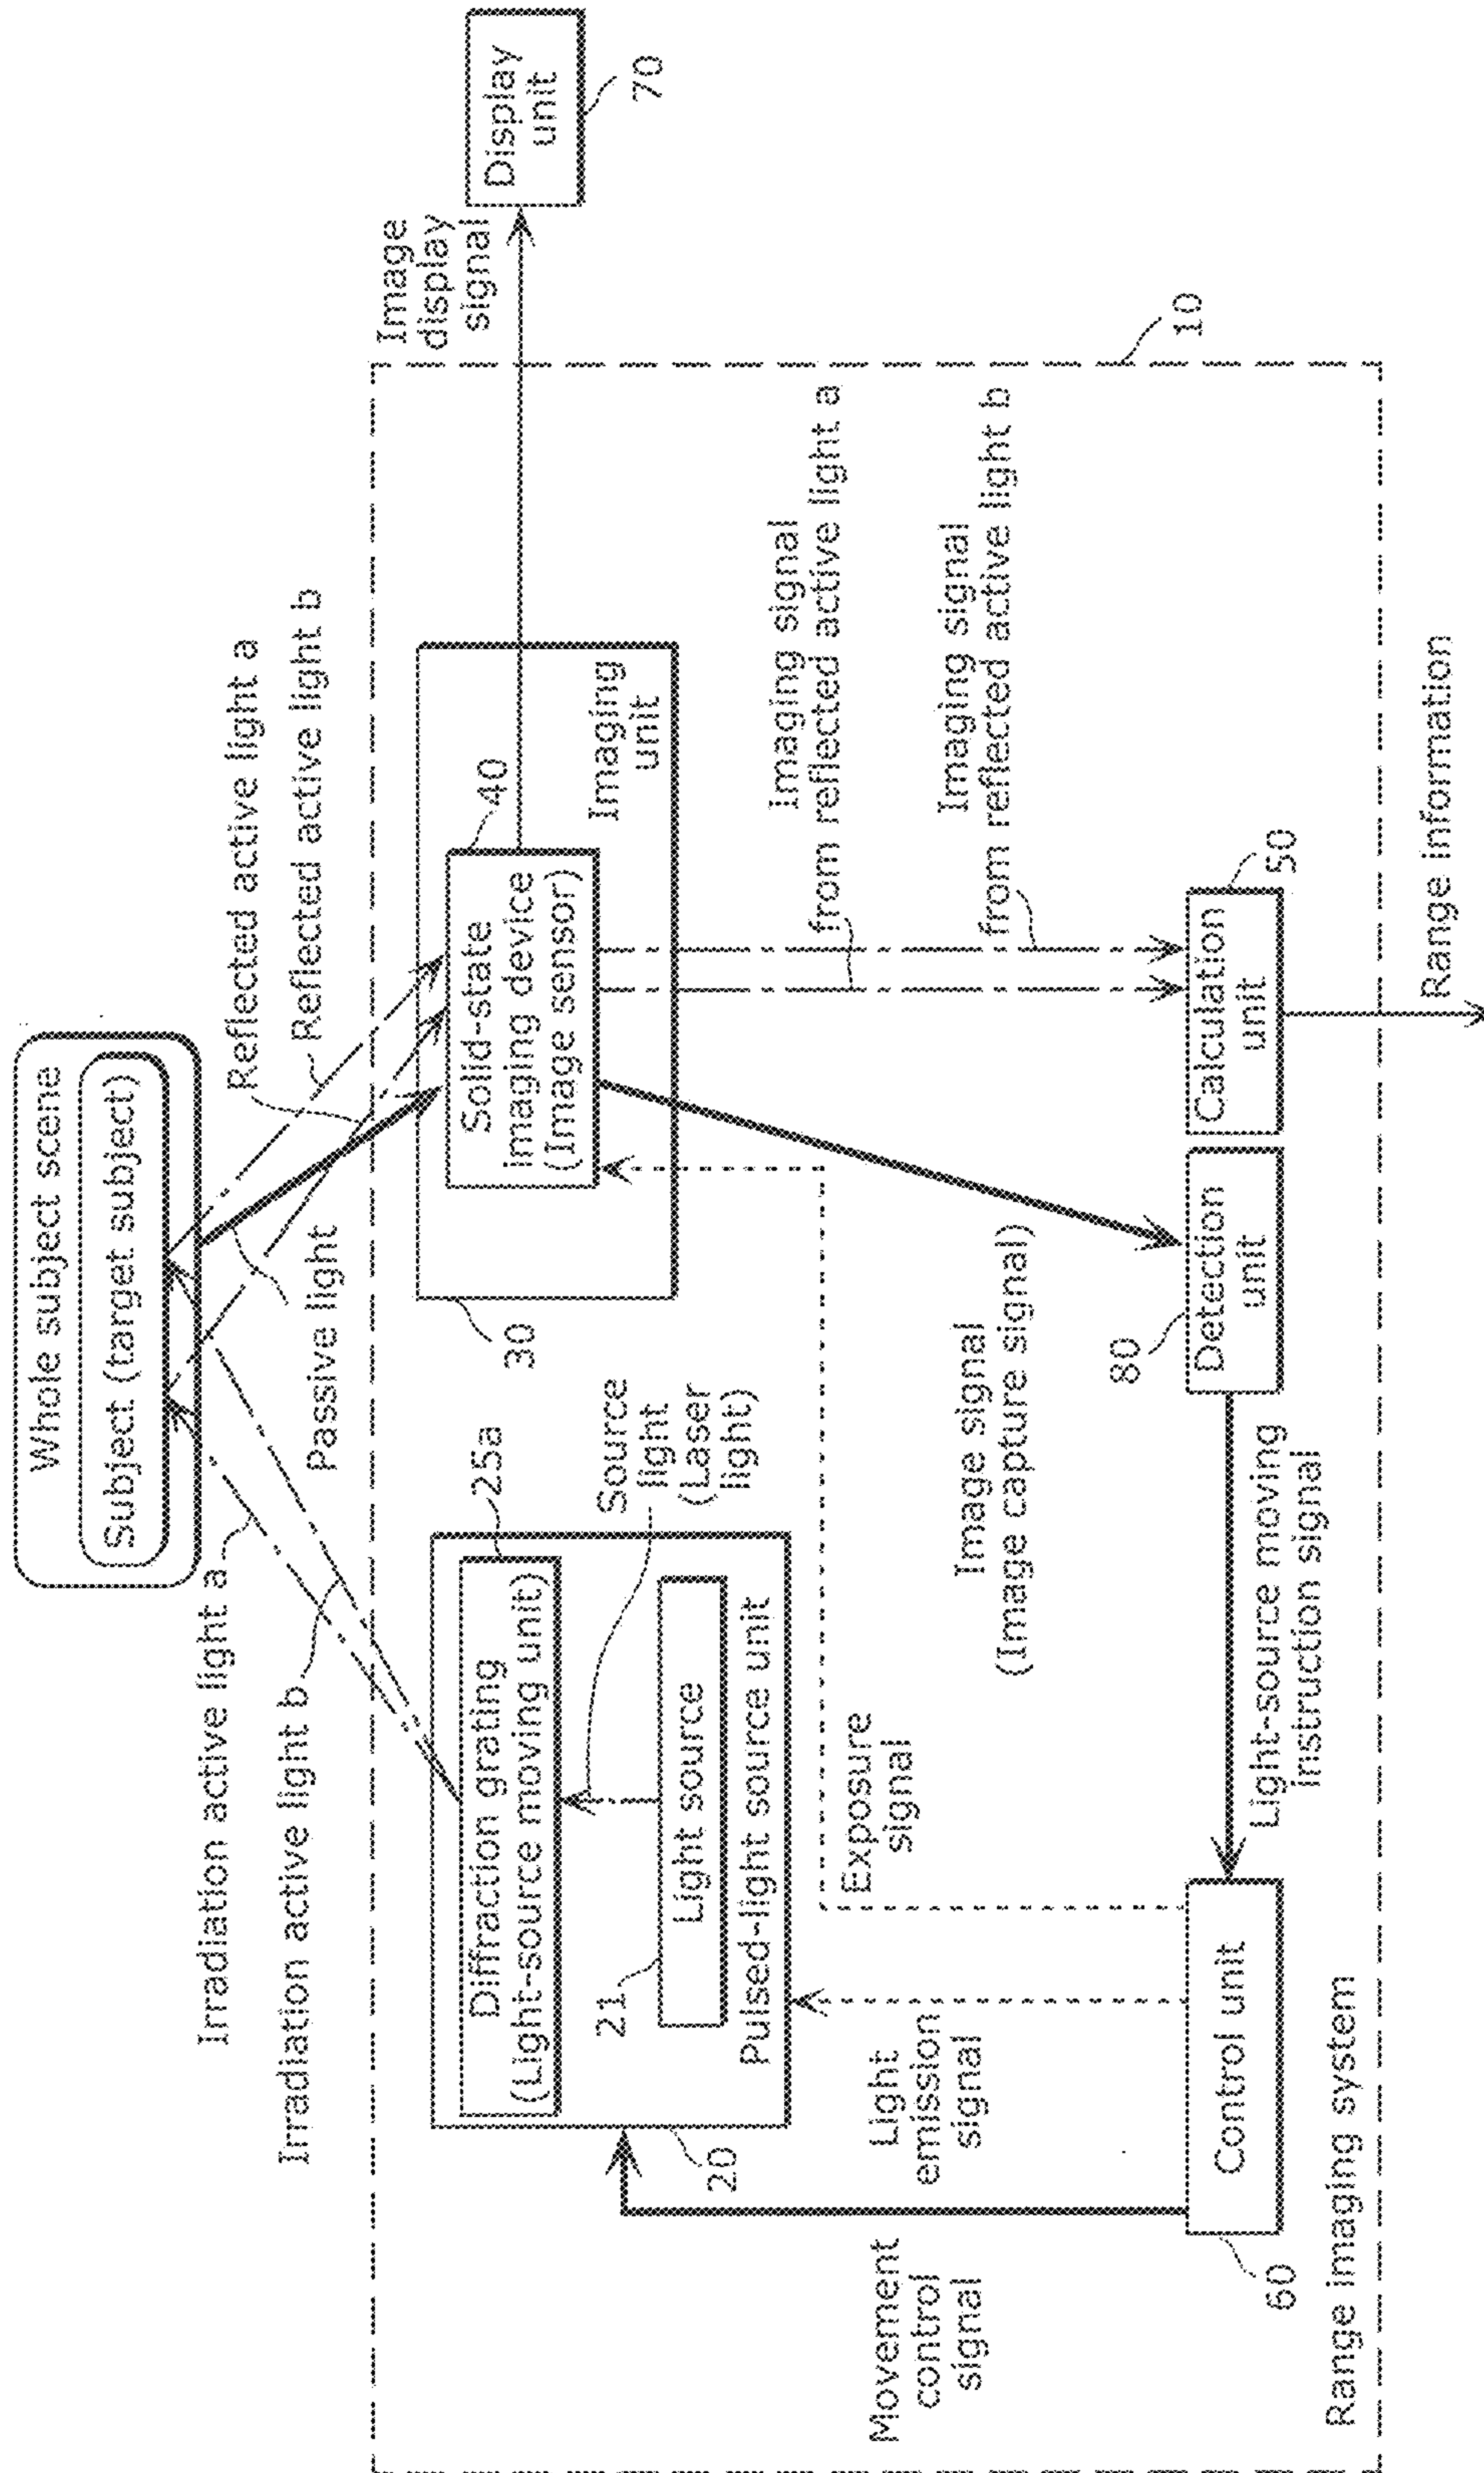 Whole subject scene
Subject (target subject)
Irradiation active light a
Irradiation active light b
Passive light
Reflected active light a
Reflected active light b
Image
display
signal
Display
unit
70
Diffraction grating
(Light-source moving unit)
25a
Source
light
(Laser
light)
21
Light source
Pulsed-light source unit
20
30
Solid-state
imaging device
(Image sensor)
40
Imaging
unit
10
Movement
control
signal
Light
emission
signal
Exposure
signal
Image signal
(Image capture signal)
Imaging signal
from reflected active light a
Imaging signal
from reflected active light b
60
Control unit
Light-source moving
instruction signal
80
Detection
unit
Calculation
unit
50
Range imaging system
Range information